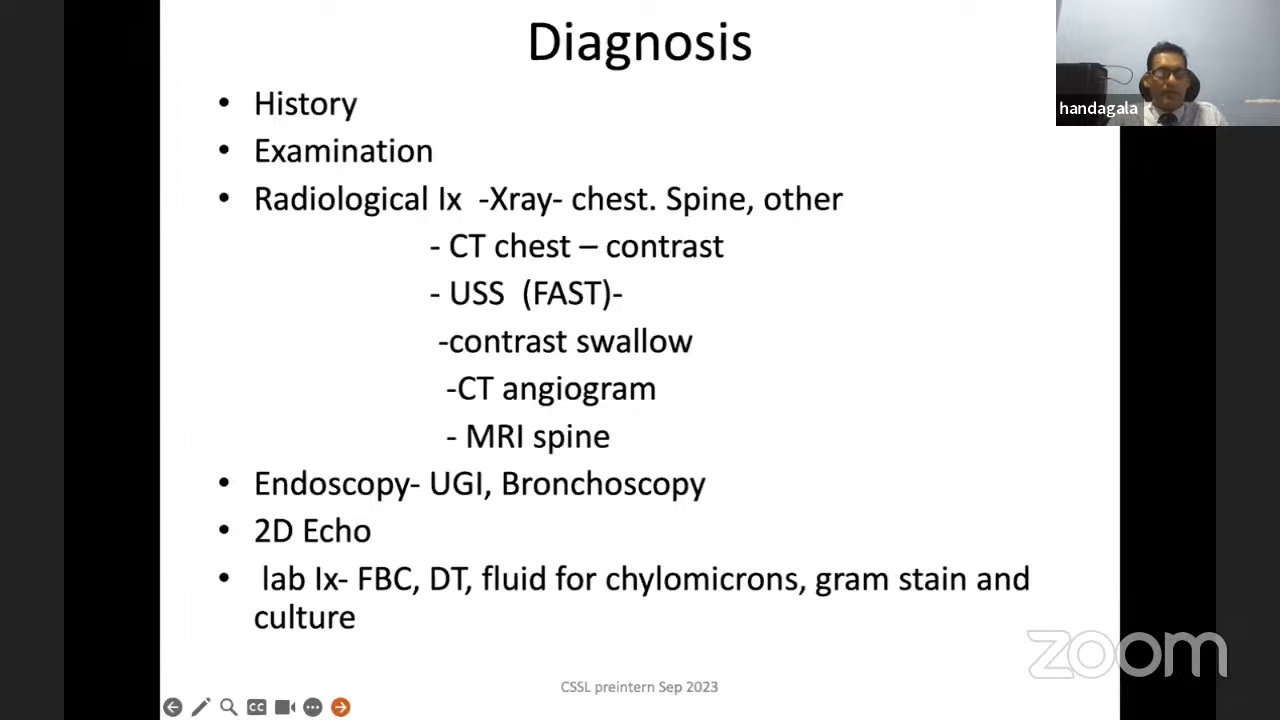 Diagnosis
handagala
• History
• Examination
• Radiological Ix -Xray- chest. Spine, other
- CT chest – contrast
- USS (FAST)-
-contrast swallow
-CT angiogram
- MRI spine
• Endoscopy- UGI, Bronchoscopy
• 2D Echo
• lab Ix- FBC, DT, fluid for chylomicrons, gram stain and
culture
zoom
CSSL preintern Sep 2023
CC